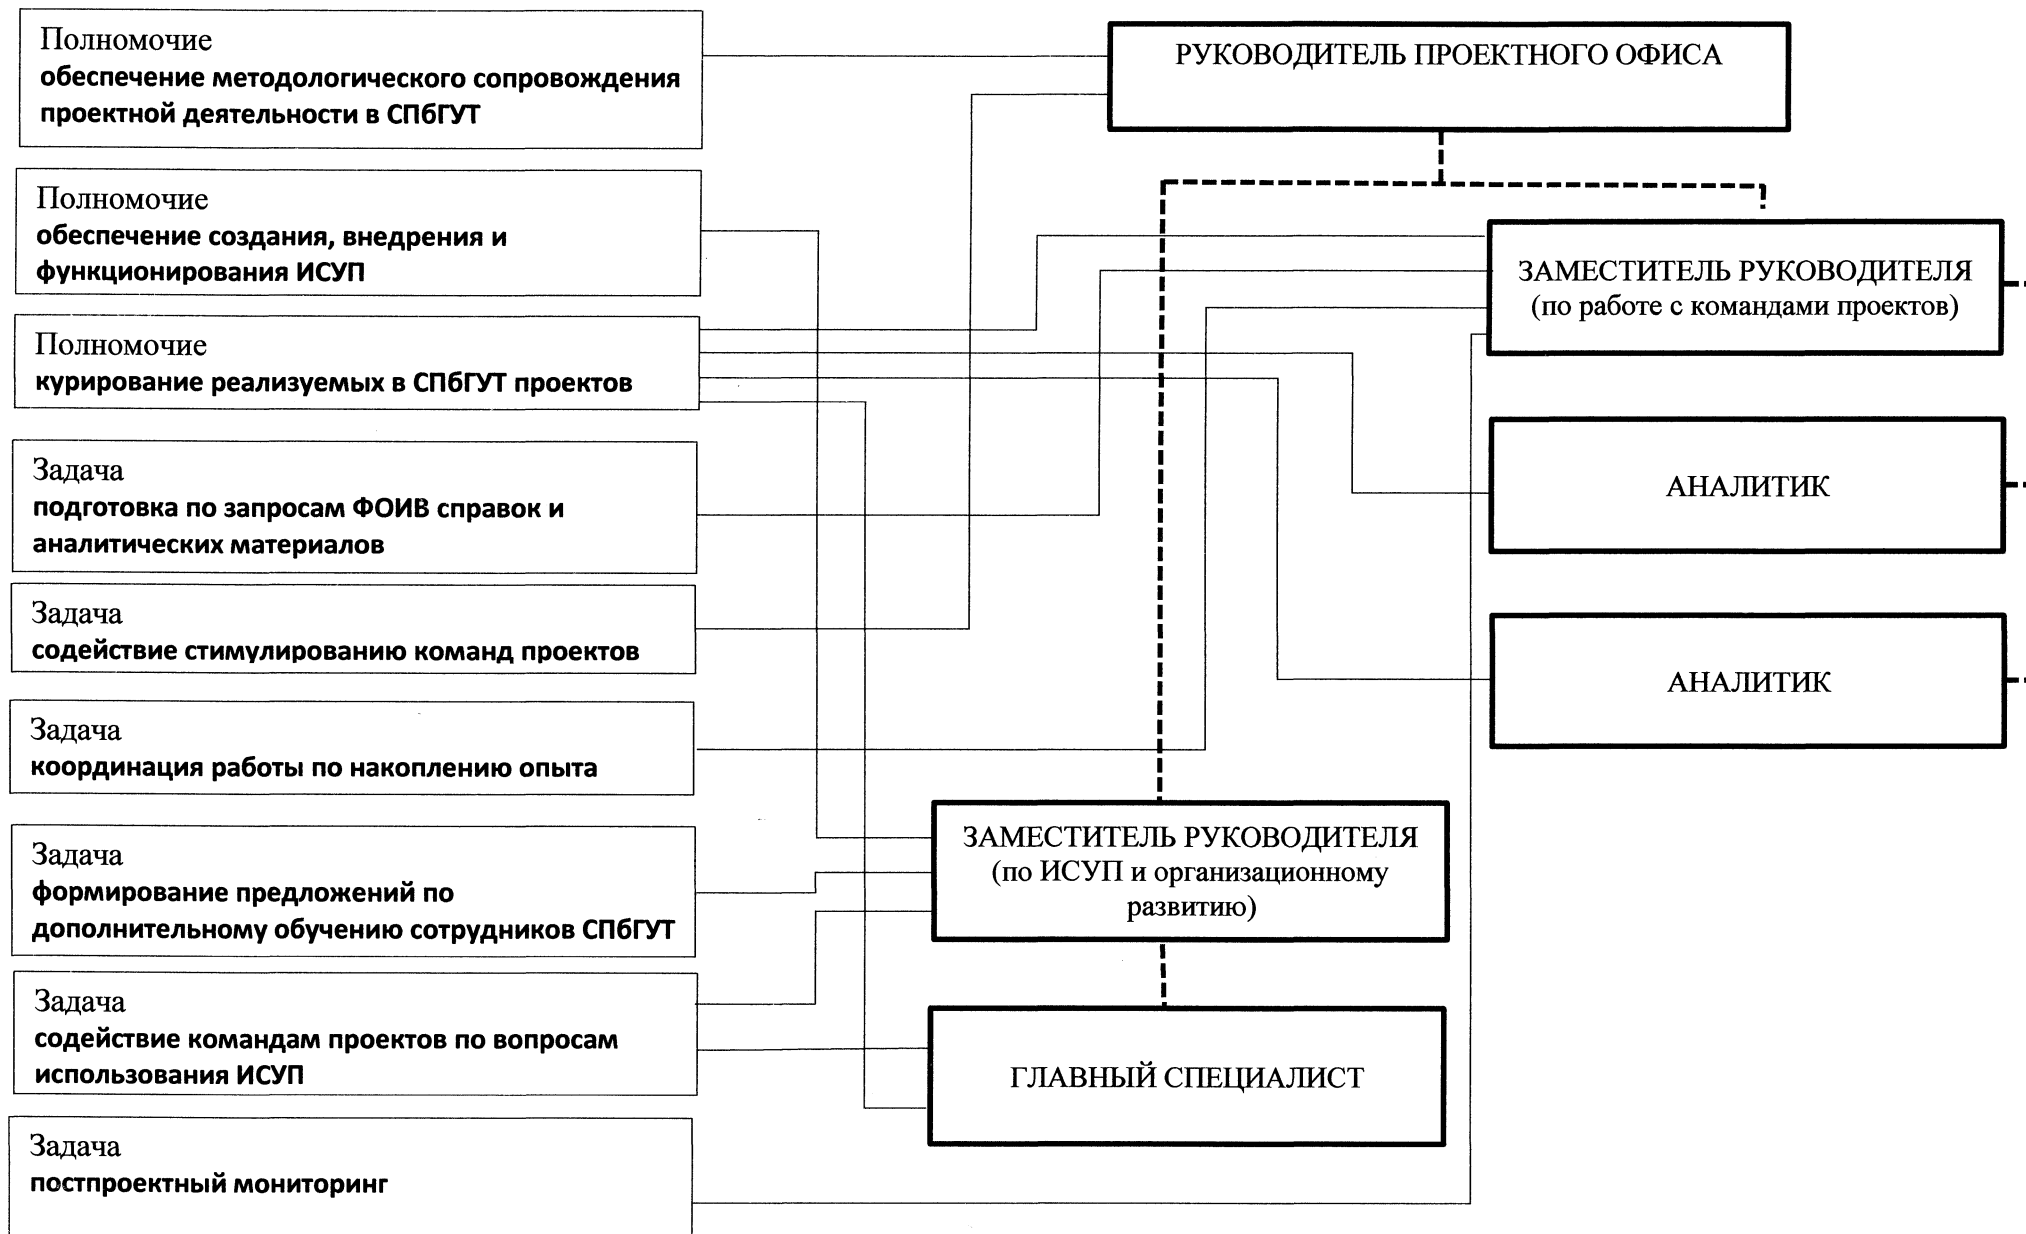 Полномочие
обеспечение методологического сопровождения
проектной деятельности в СПбГУТ
Полномочие
обеспечение создания, внедрения и
функционирования ИСУП
Полномочие
курирование реализуемых в СПбГУТ проектов
Задача
подготовка по запросам ФОИВ справок и
аналитических материалов
Задача
содействие стимулированию команд проектов
Задача
координация работы по накоплению опыта
Задача
формирование предложений по
дополнительному обучению сотрудников СПбГУТ
Задача
содействие командам проектов по вопросам
использования ИСУП
Задача
постпроектный мониторинг
РУКОВОДИТЕЛЬ ПРОЕКТНОГО ОФИСА
ЗАМЕСТИТЕЛЬ РУКОВОДИТЕЛЯ
(по работе с командами проектов)
АНАЛИТИК
АНАЛИТИК
ЗАМЕСТИТЕЛЬ РУКОВОДИТЕЛЯ
(по ИСУП и организационному
развитию)
ГЛАВНЫЙ СПЕЦИАЛИСТ